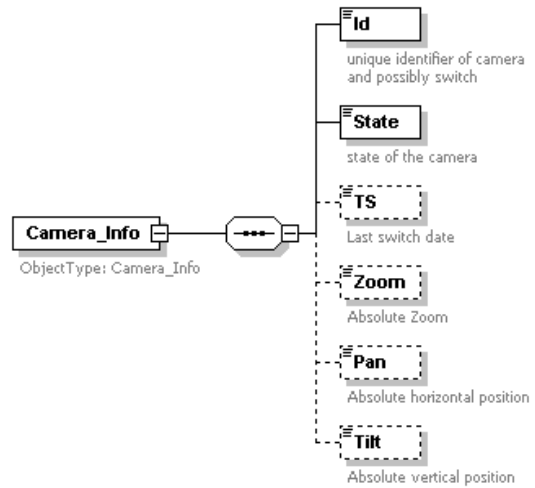 Id
unique identifier of camera
and possibly switch
State
state of the camera
TS
Last switch date
Camera_Info
ObjectType: Camera_Info
Zoom
Absolute Zoom
Pan
Absolute horizontal position
Tilt
Absolute vertical position